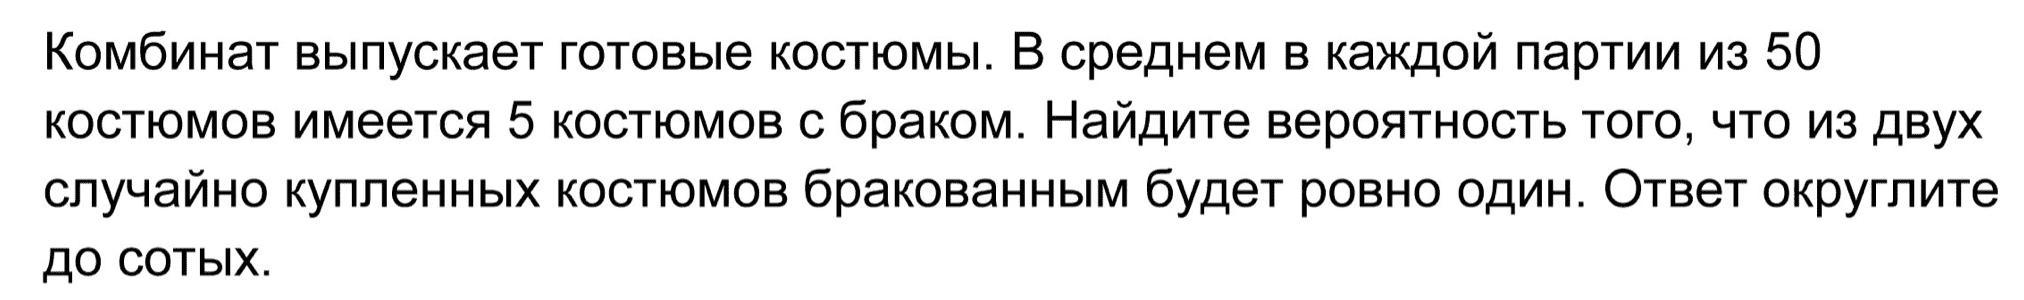 Комбинат выпускает готовые костюмы. В среднем в каждой партии из 50
костюмов имеется 5 костюмов с браком. Найдите вероятность того, что из двух
случайно купленных костюмов бракованным будет ровно один. Ответ округлите
до сотых.